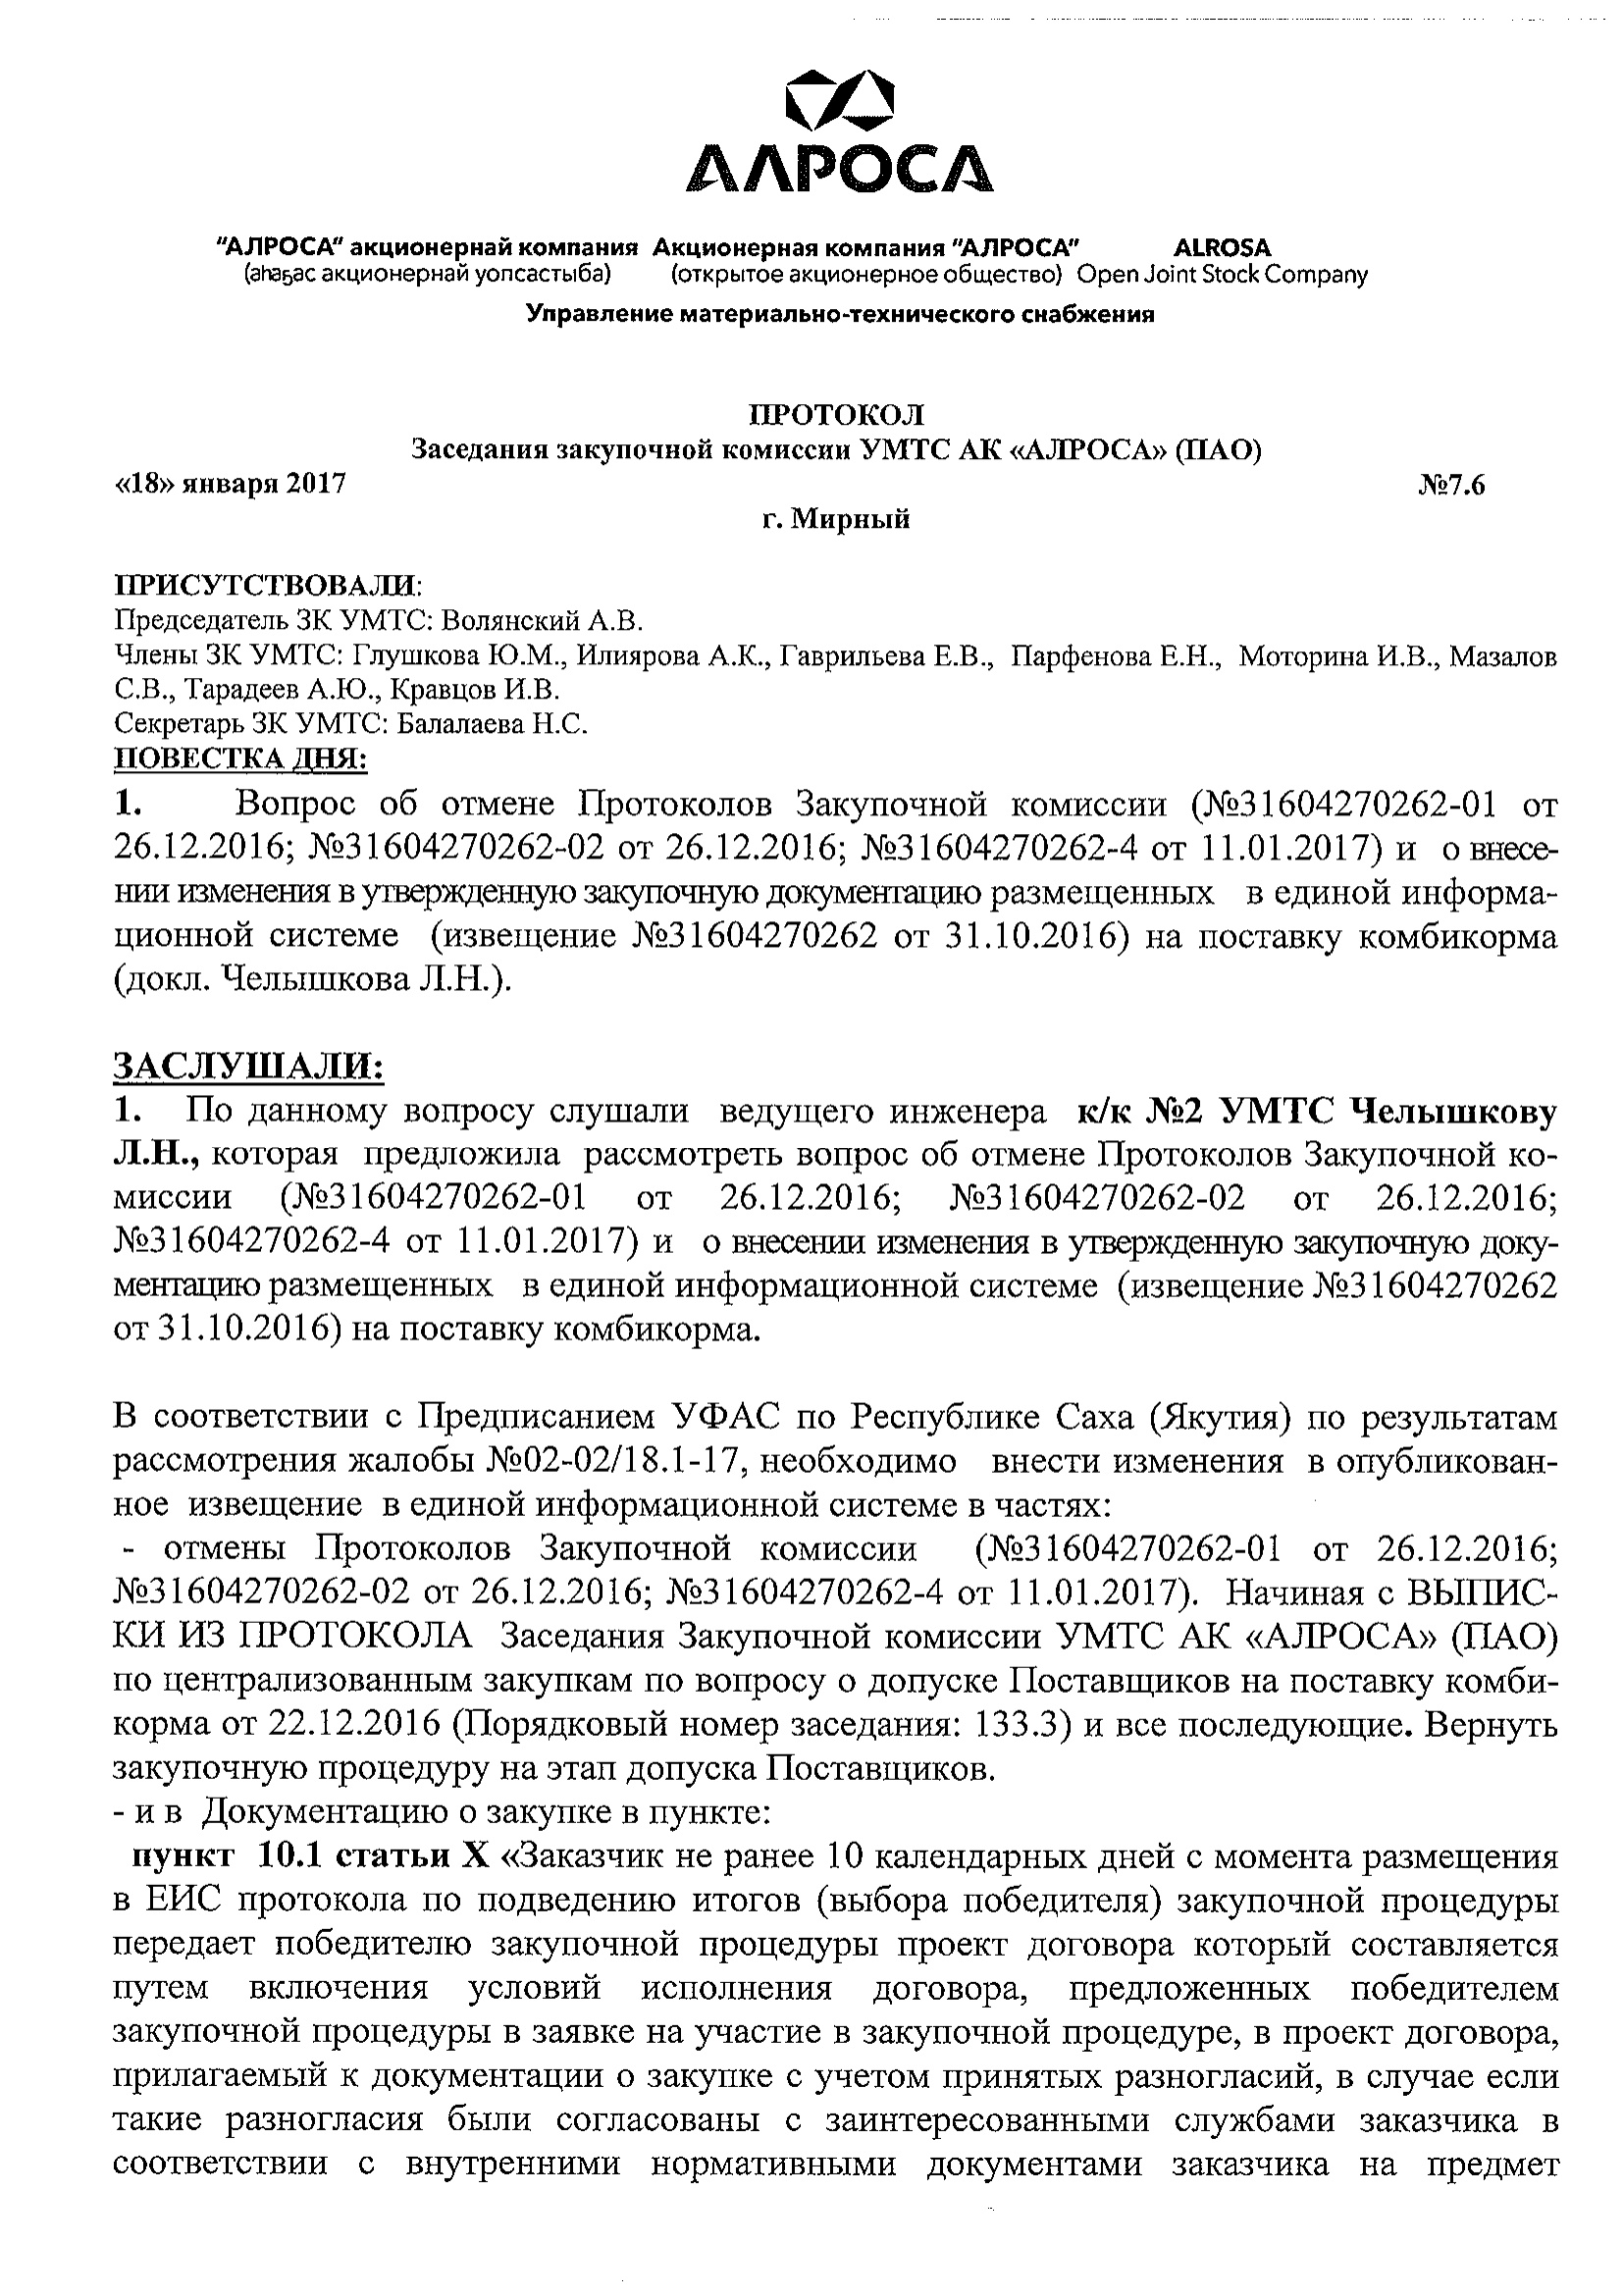 АЛРОСА
"АЛРОСА" акционернай компания Акционерная компания "АЛРОСА" ALROSA
(аһаҕас акционернай уопсастыба) (открытое акционерное общество) Open Joint Stock Company
Управление материально-технического снабжения
ПРОТОКОЛ
Заседания закупочной комиссии УМТС АК «АЛРОСА» (ПАО)
«18» января 2017 №7.6
г. Мирный
ПРИСУТСТВОВАЛИ:
Председатель ЗК УМТС: Волянский А.В.
Члены ЗК УМТС: Глушкова Ю.М., Илиярова А.К., Гаврильева Е.В., Парфенова Е.Н., Моторина И.В., Мазалов
С.В., Тарадеев А.Ю., Кравцов И.В.
Секретарь ЗК УМТС: Балалаева Н.С.
ПОВЕСТКА ДНЯ:
1. Вопрос об отмене Протоколов Закупочной комиссии (№31604270262-01 от
26.12.2016; №31604270262-02 от 26.12.2016; №31604270262-4 от 11.01.2017) и о внесе-
нии изменения в утвержденную закупочную документацию размещенных в единой информа-
ционной системе (извещение №31604270262 от 31.10.2016) на поставку комбикорма
(докл. Челышкова Л.Н.).
ЗАСЛУШАЛИ:
1. По данному вопросу слушали ведущего инженера к/к №2 УМТС Челышкову
Л.Н., которая предложила рассмотреть вопрос об отмене Протоколов Закупочной ко-
миссии (№31604270262-01 от 26.12.2016; №31604270262-02 от 26.12.2016;
№31604270262-4 от 11.01.2017) и о внесении изменения в утвержденную закупочную доку-
ментацию размещенных в единой информационной системе (извещение №31604270262
от 31.10.2016) на поставку комбикорма.
В соответствии с Предписанием УФАС по Республике Саха (Якутия) по результатам
рассмотрения жалобы №02-02/18.1-17, необходимо внести изменения в опубликован-
ное извещение в единой информационной системе в частях:
- отмены Протоколов Закупочной комиссии (№31604270262-01 от 26.12.2016;
№31604270262-02 от 26.12.2016; №31604270262-4 от 11.01.2017). Начиная с ВЫПИС-
КИ ИЗ ПРОТОКОЛА Заседания Закупочной комиссии УМТС АК «АЛРОСА» (ПАО)
по централизованным закупкам по вопросу о допуске Поставщиков на поставку комби-
корма от 22.12.2016 (Порядковый номер заседания: 133.3) и все последующие. Вернуть
закупочную процедуру на этап допуска Поставщиков.
- и в Документацию о закупке в пункте:
пункт 10.1 статьи X «Заказчик не ранее 10 календарных дней с момента размещения
в ЕИС протокола по подведению итогов (выбора победителя) закупочной процедуры
передает победителю закупочной процедуры проект договора который составляется
путем включения условий исполнения договора, предложенных победителем
закупочной процедуры в заявке на участие в закупочной процедуре, в проект договора,
прилагаемый к документации о закупке с учетом принятых разногласий, в случае если
такие разногласия были согласованы с заинтересованными службами заказчика в
соответствии с внутренними нормативными документами заказчика на предмет